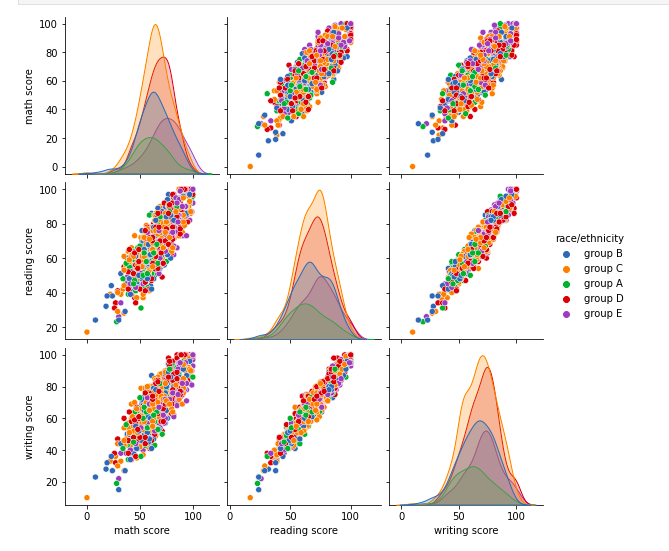 math score
100
80
60
40
20
0
reading score
100
80
60
40
20
writing score
100
80
60
40
20
0
50
100
math score
0
50
100
reading score
0
50
100
writing score
race/ethnicity
group B
group C
group A
group D
group E